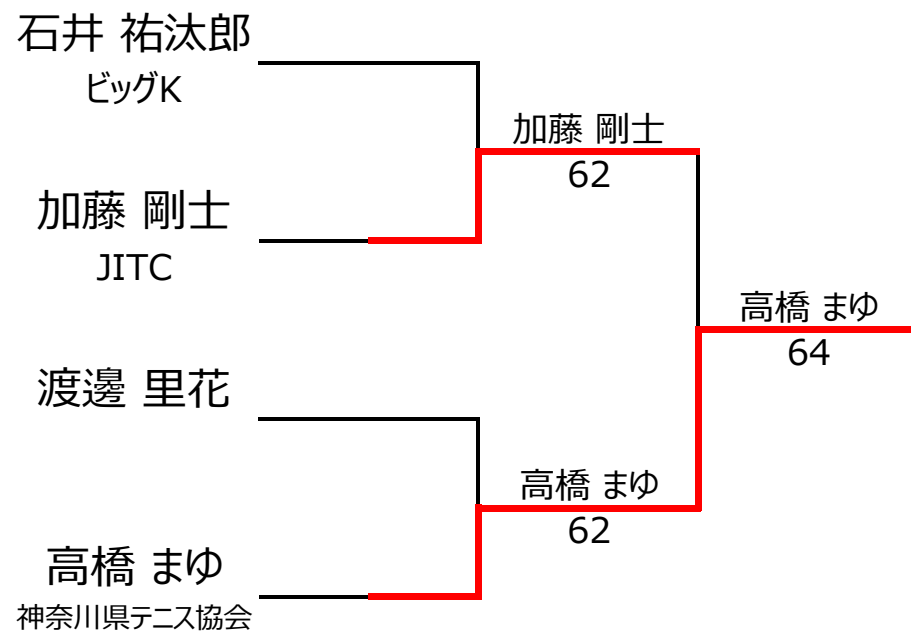 石井 祐汰郎
ビッグK
加藤 剛士
62
加藤 剛士
JITC
高橋 まゆ
64
渡邊 里花
高橋 まゆ
62
高橋 まゆ
神奈川県テニス協会